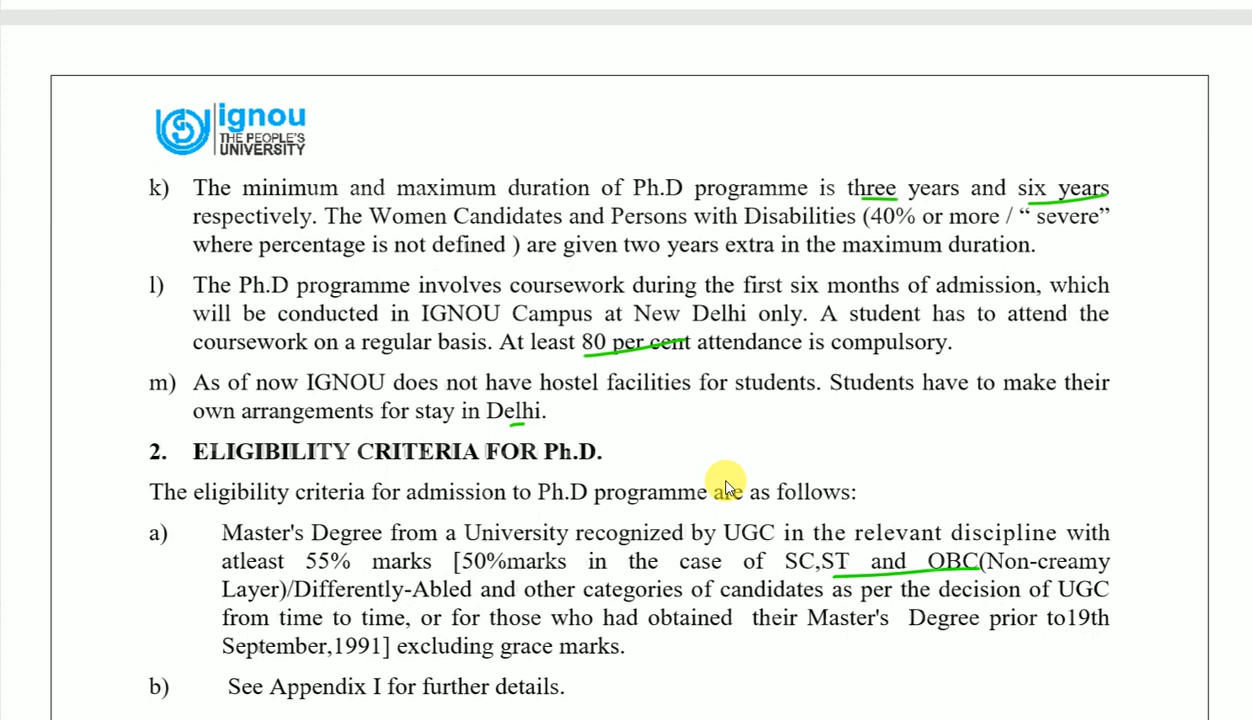 ignou
THE PEOPLE'S
UNIVERSITY
k) The minimum and maximum duration of Ph.D programme is three years and six years
respectively. The Women Candidates and Persons with Disabilities (40% or more / “ severe”
where percentage is not defined ) are given two years extra in the maximum duration.
l) The Ph.D programme involves coursework during the first six months of admission, which
will be conducted in IGNOU Campus at New Delhi only. A student has to attend the
coursework on a regular basis. At least 80 per cent attendance is compulsory.
m) As of now IGNOU does not have hostel facilities for students. Students have to make their
own arrangements for stay in Delhi.
2. ELIGIBILITY CRITERIA FOR Ph.D.
The eligibility criteria for admission to Ph.D programme are as follows:
a) Master's Degree from a University recognized by UGC in the relevant discipline with
atleast 55% marks [50%marks in the case of SC,ST and OBC(Non-creamy
Layer)/Differently-Abled and other categories of candidates as per the decision of UGC
from time to time, or for those who had obtained their Master's Degree prior to19th
September,1991] excluding grace marks.
b) See Appendix I for further details.